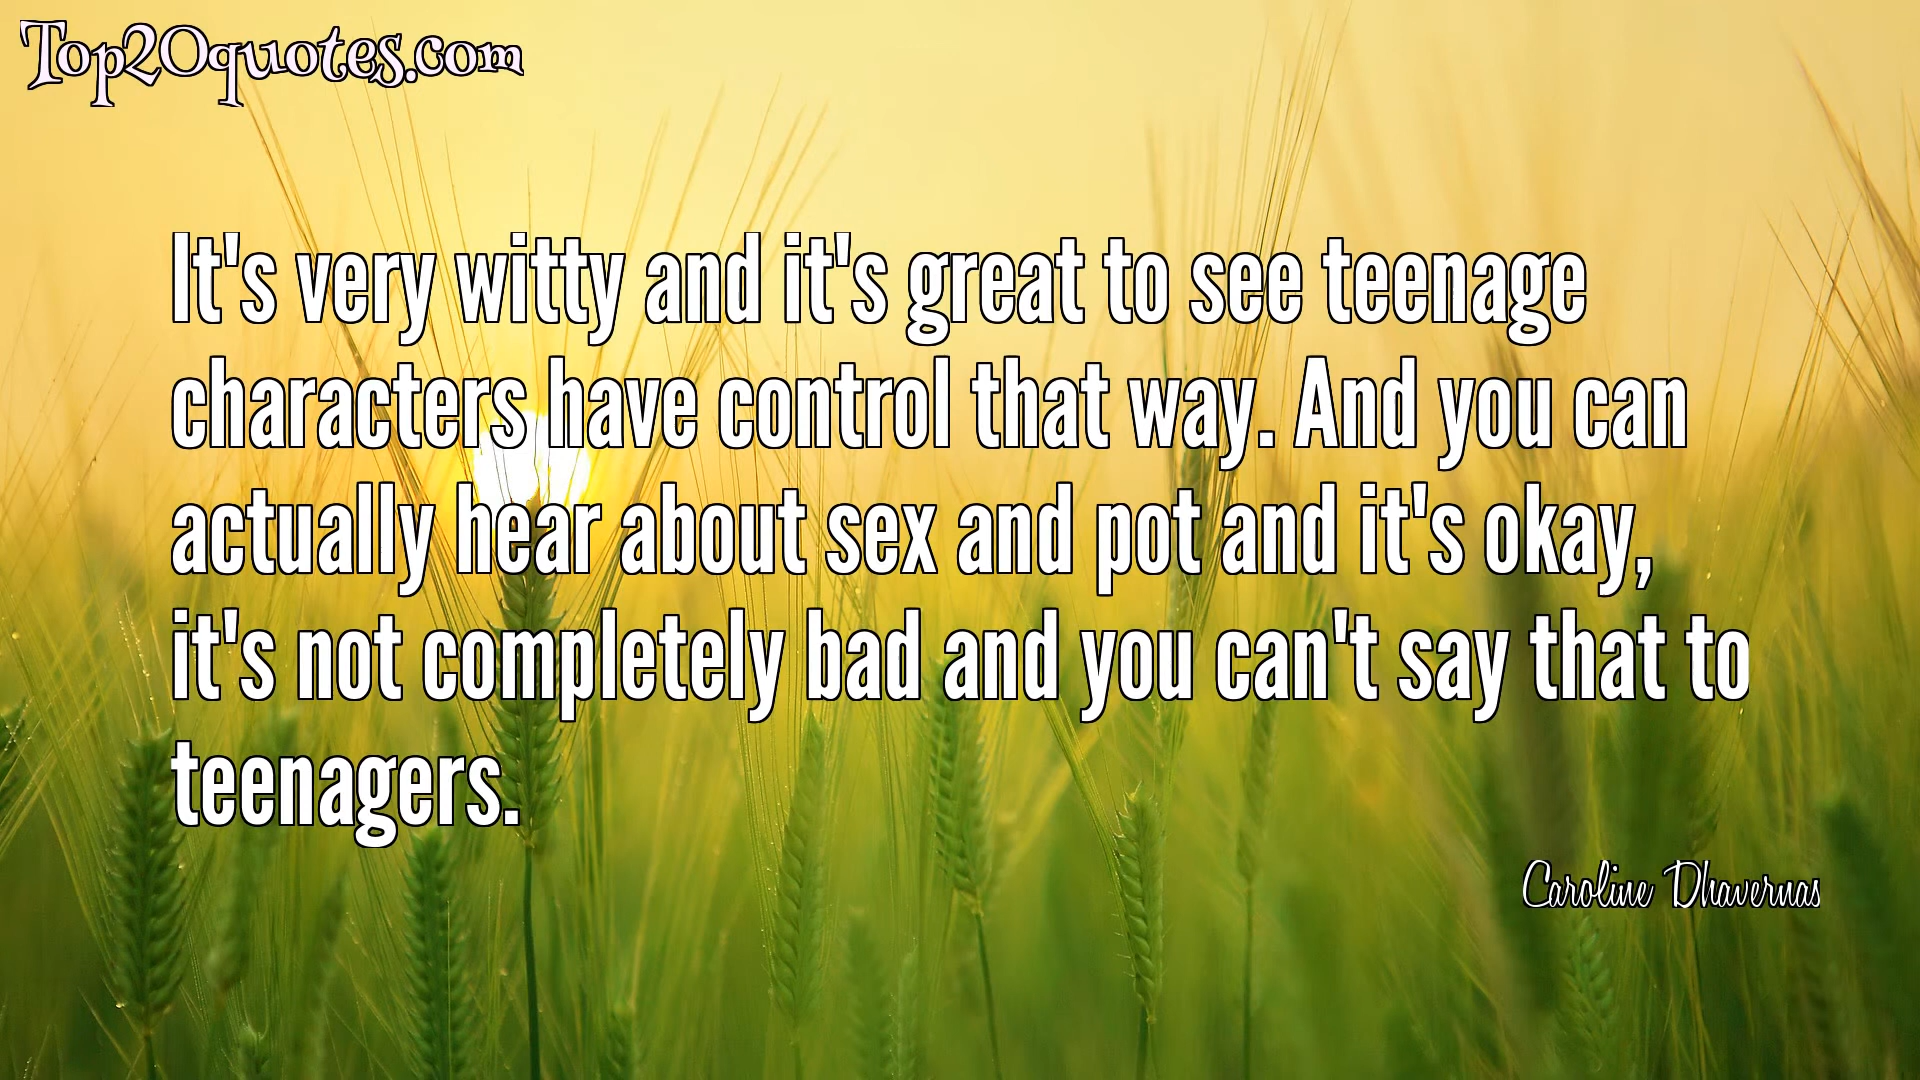 Top20quotes.com
It's very witty and it's great to see teenage
characters have control that way. And you can
actually hear about sex and pot and it's okay,
it's not completely bad and you can't say that to
teenagers.
Caroline Dhavernas